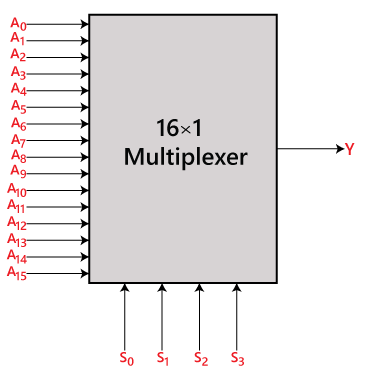 A0
A1
A2
A3
A4
A5
A6
A7
A8
A9
A10
A11
A12
A13
A14
A15
16×1
Multiplexer
Y
S0 S1 S2 S3